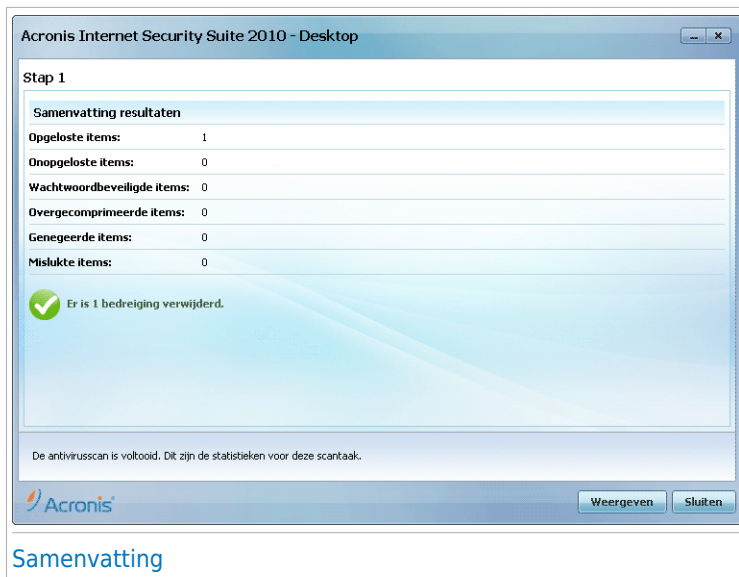 Acronis Internet Security Suite 2010 - Desktop
Stap 1
Samenvatting resultaten
Opgeloste items: 1
Onopgeloste items: 0
Wachtwoordbeveiligde items: 0
Overgecomprimeerde items: 0
Genegeerde items: 0
Mislukte items: 0
Er is 1 bedreiging verwijderd.
De antivirusscan is voltooid. Dit zijn de statistieken voor deze scantaak.
Acronis
Weergeven Sluiten
Samenvatting